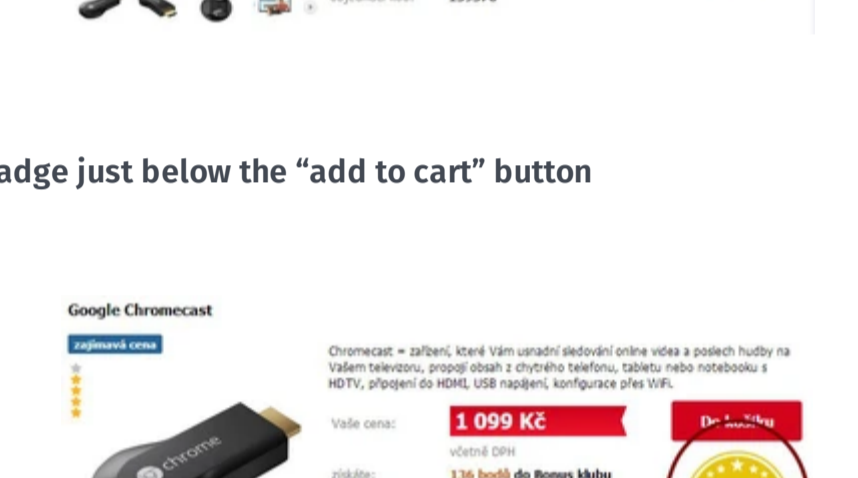 adge just below the “add to cart” button
Google Chromecast
zajímavá cena
Chromecast = zařízení, které Vám usnadní sledování online videa a poslech hudby na
Vašem televizoru, propojí obsah z chytrého telefonu, tabletu nebo notebooku s
HDTV, připojení do HDMI, USB napájení, konfigurace přes WiFi.
Vaše cena:
1 099 Kč
Do košíku
včetně DPH
chrome
získáte:
136 bodů do Bonus klubu